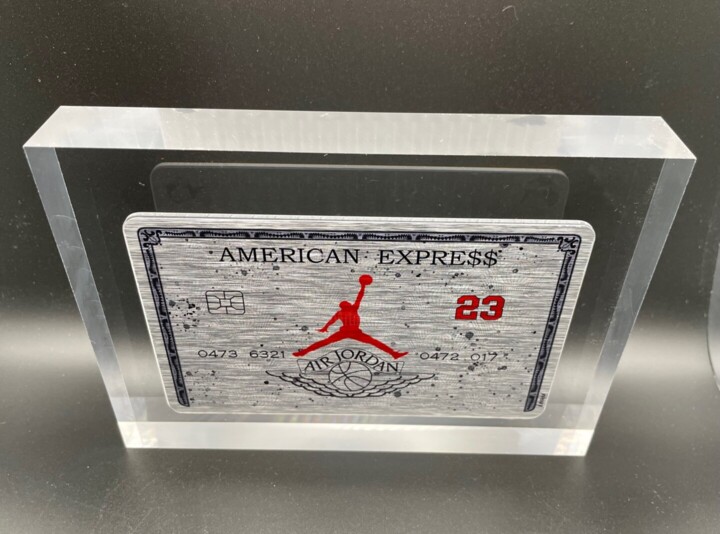 AMERICAN EXPRE$$
23
0473 6321 0472 017
AIR JORDAN